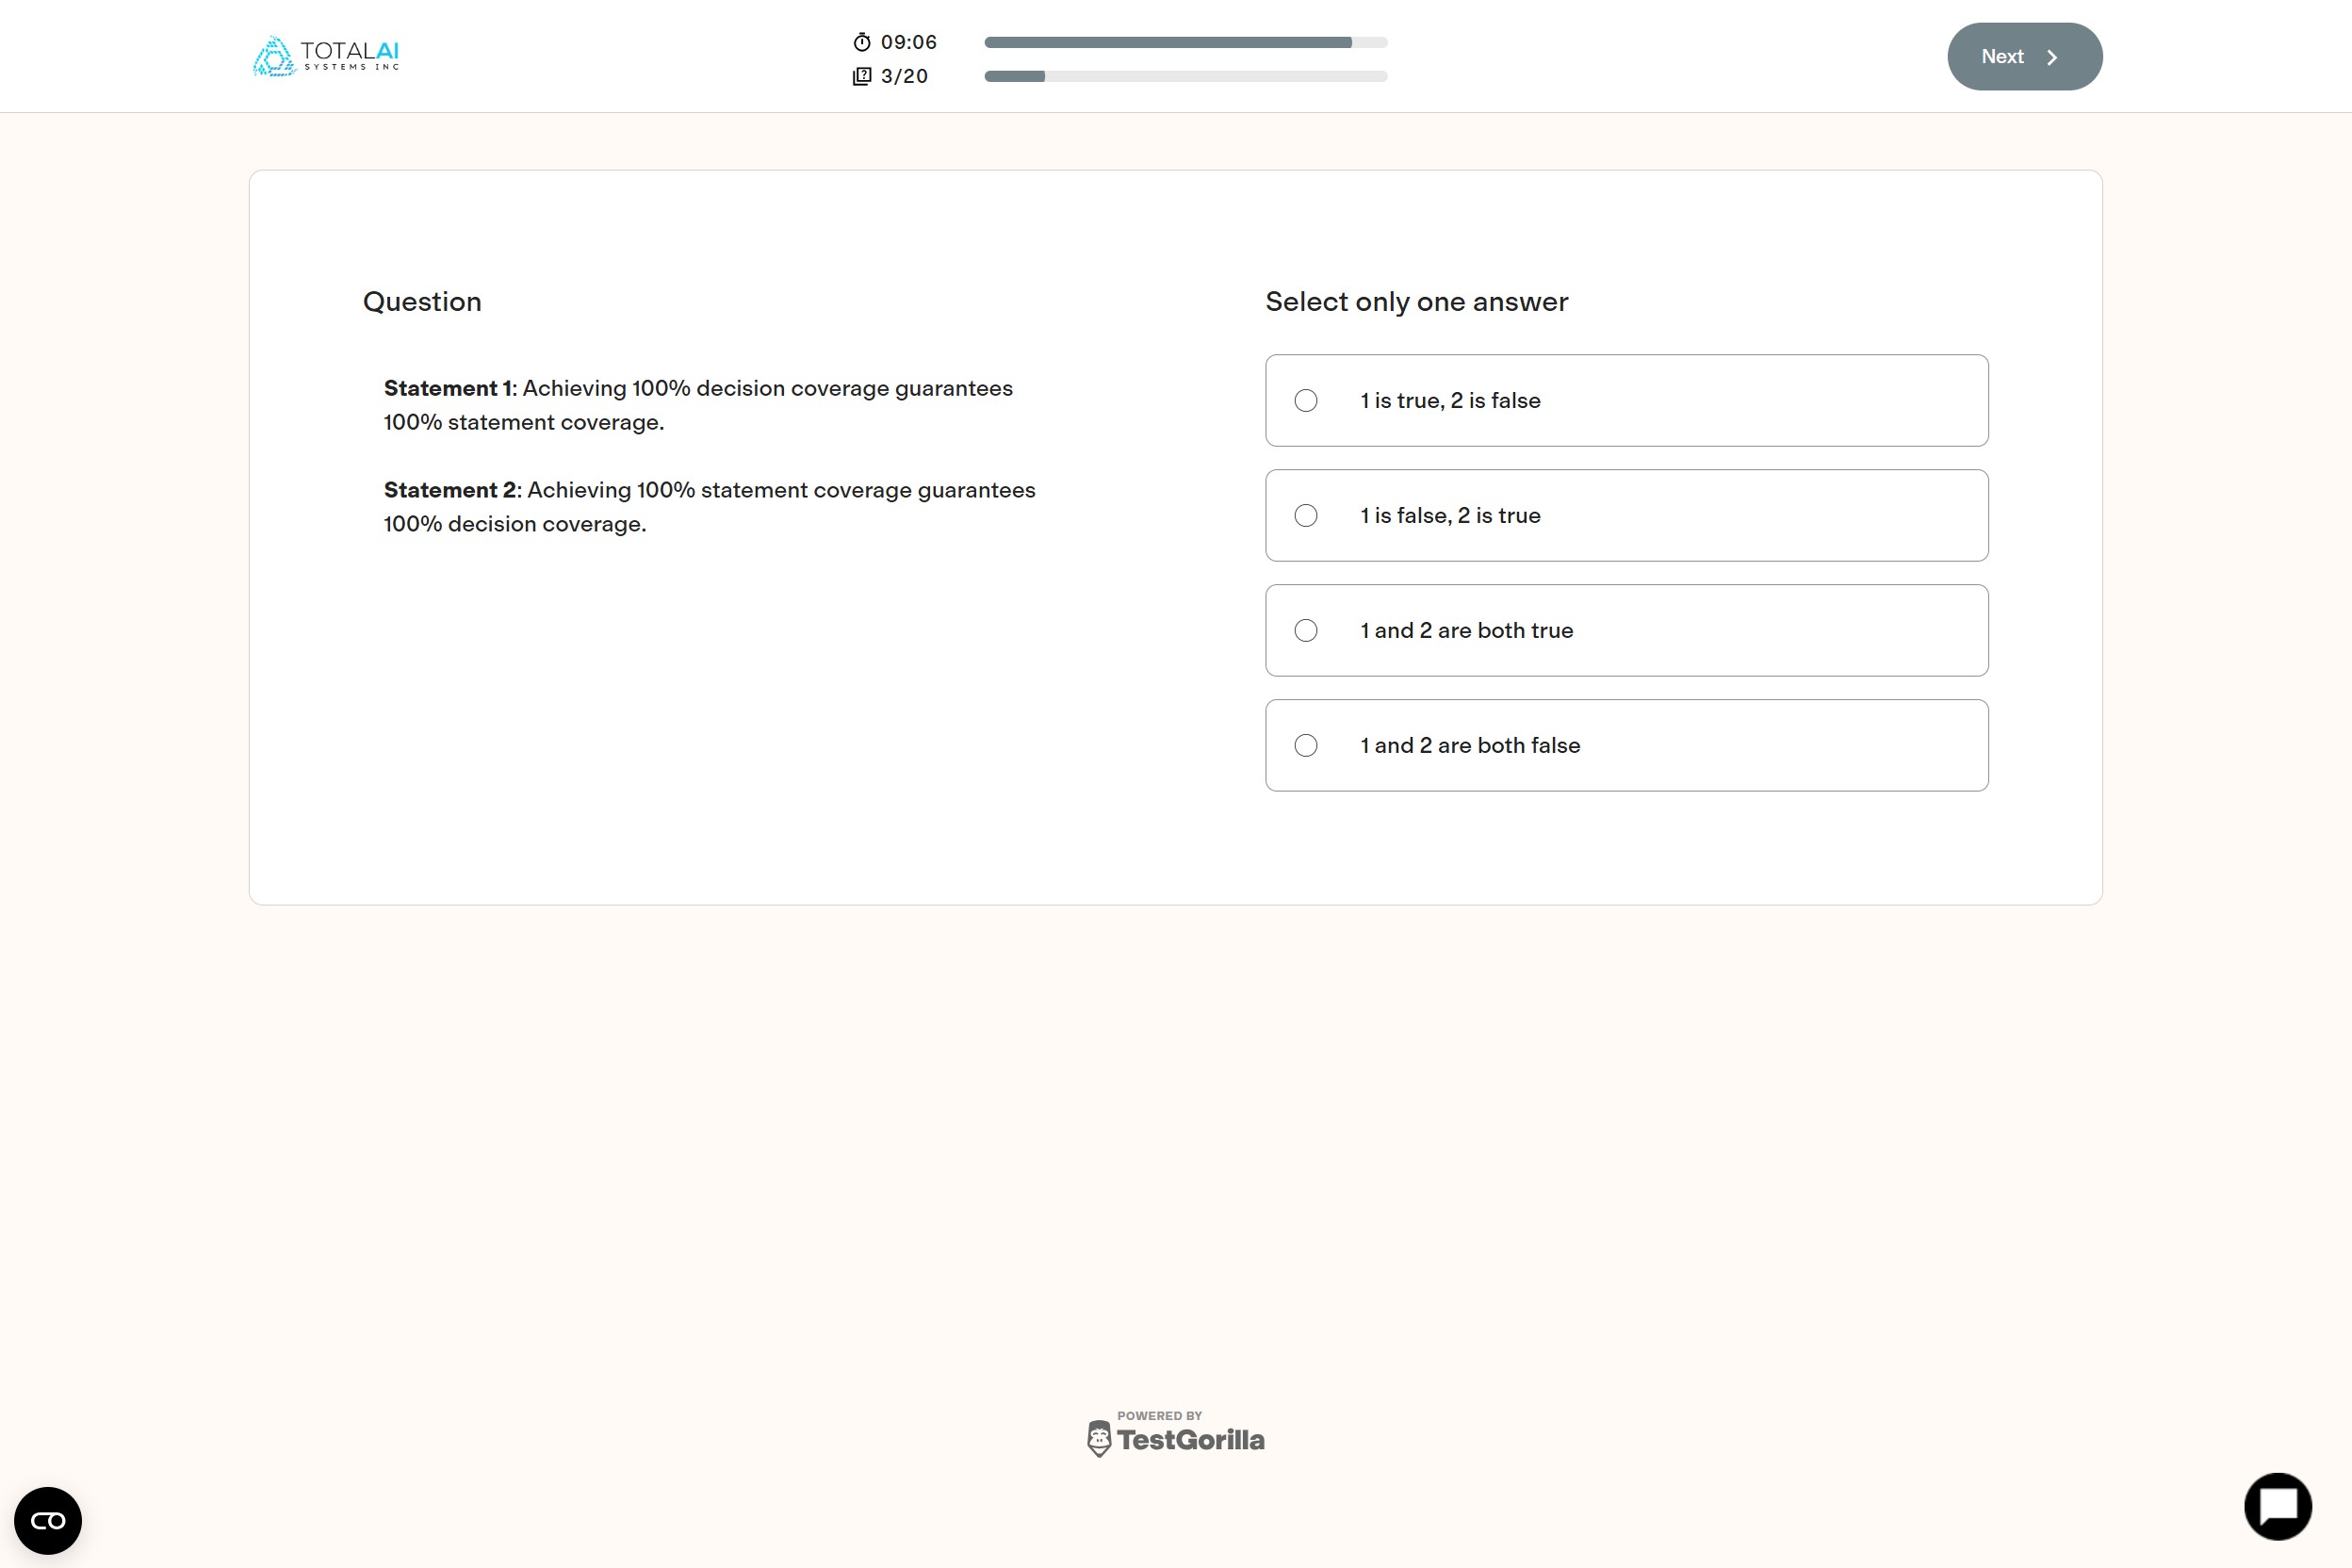 TOTALAI
SYSTEMS INC
09:06
3/20
Next
Question
Statement 1: Achieving 100% decision coverage guarantees
100% statement coverage.
Statement 2: Achieving 100% statement coverage guarantees
100% decision coverage.
Select only one answer
1 is true, 2 is false
1 is false, 2 is true
1 and 2 are both true
1 and 2 are both false
POWERED BY
TestGorilla